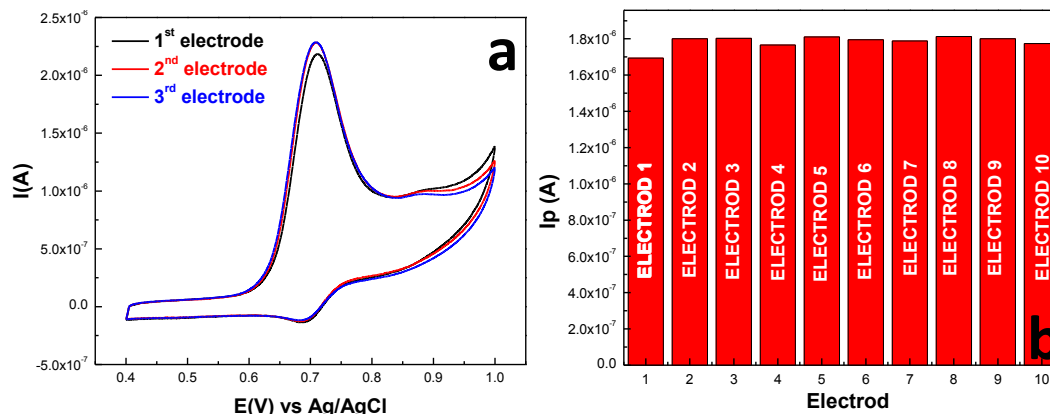 2.5x10⁻⁶
2.0x10⁻⁶
1.5x10⁻⁶
1.0x10⁻⁶
5.0x10⁻⁷
0.0
-5.0x10⁻⁷
I(A)
1ˢᵗ electrode
2ⁿᵈ electrode
3ʳᵈ electrode
a
0.4 0.5 0.6 0.7 0.8 0.9 1.0
E(V) vs Ag/AgCl
1.8x10⁻⁶
1.6x10⁻⁶
1.4x10⁻⁶
1.2x10⁻⁶
1.0x10⁻⁶
8.0x10⁻⁷
6.0x10⁻⁷
4.0x10⁻⁷
2.0x10⁻⁷
0.0
Ip (A)
ELECTROD 1
ELECTROD 2
ELECTROD 3
ELECTROD 4
ELECTROD 5
ELECTROD 6
ELECTROD 7
ELECTROD 8
ELECTROD 9
ELECTROD 10
b
1 2 3 4 5 6 7 8 9 10
Electrod